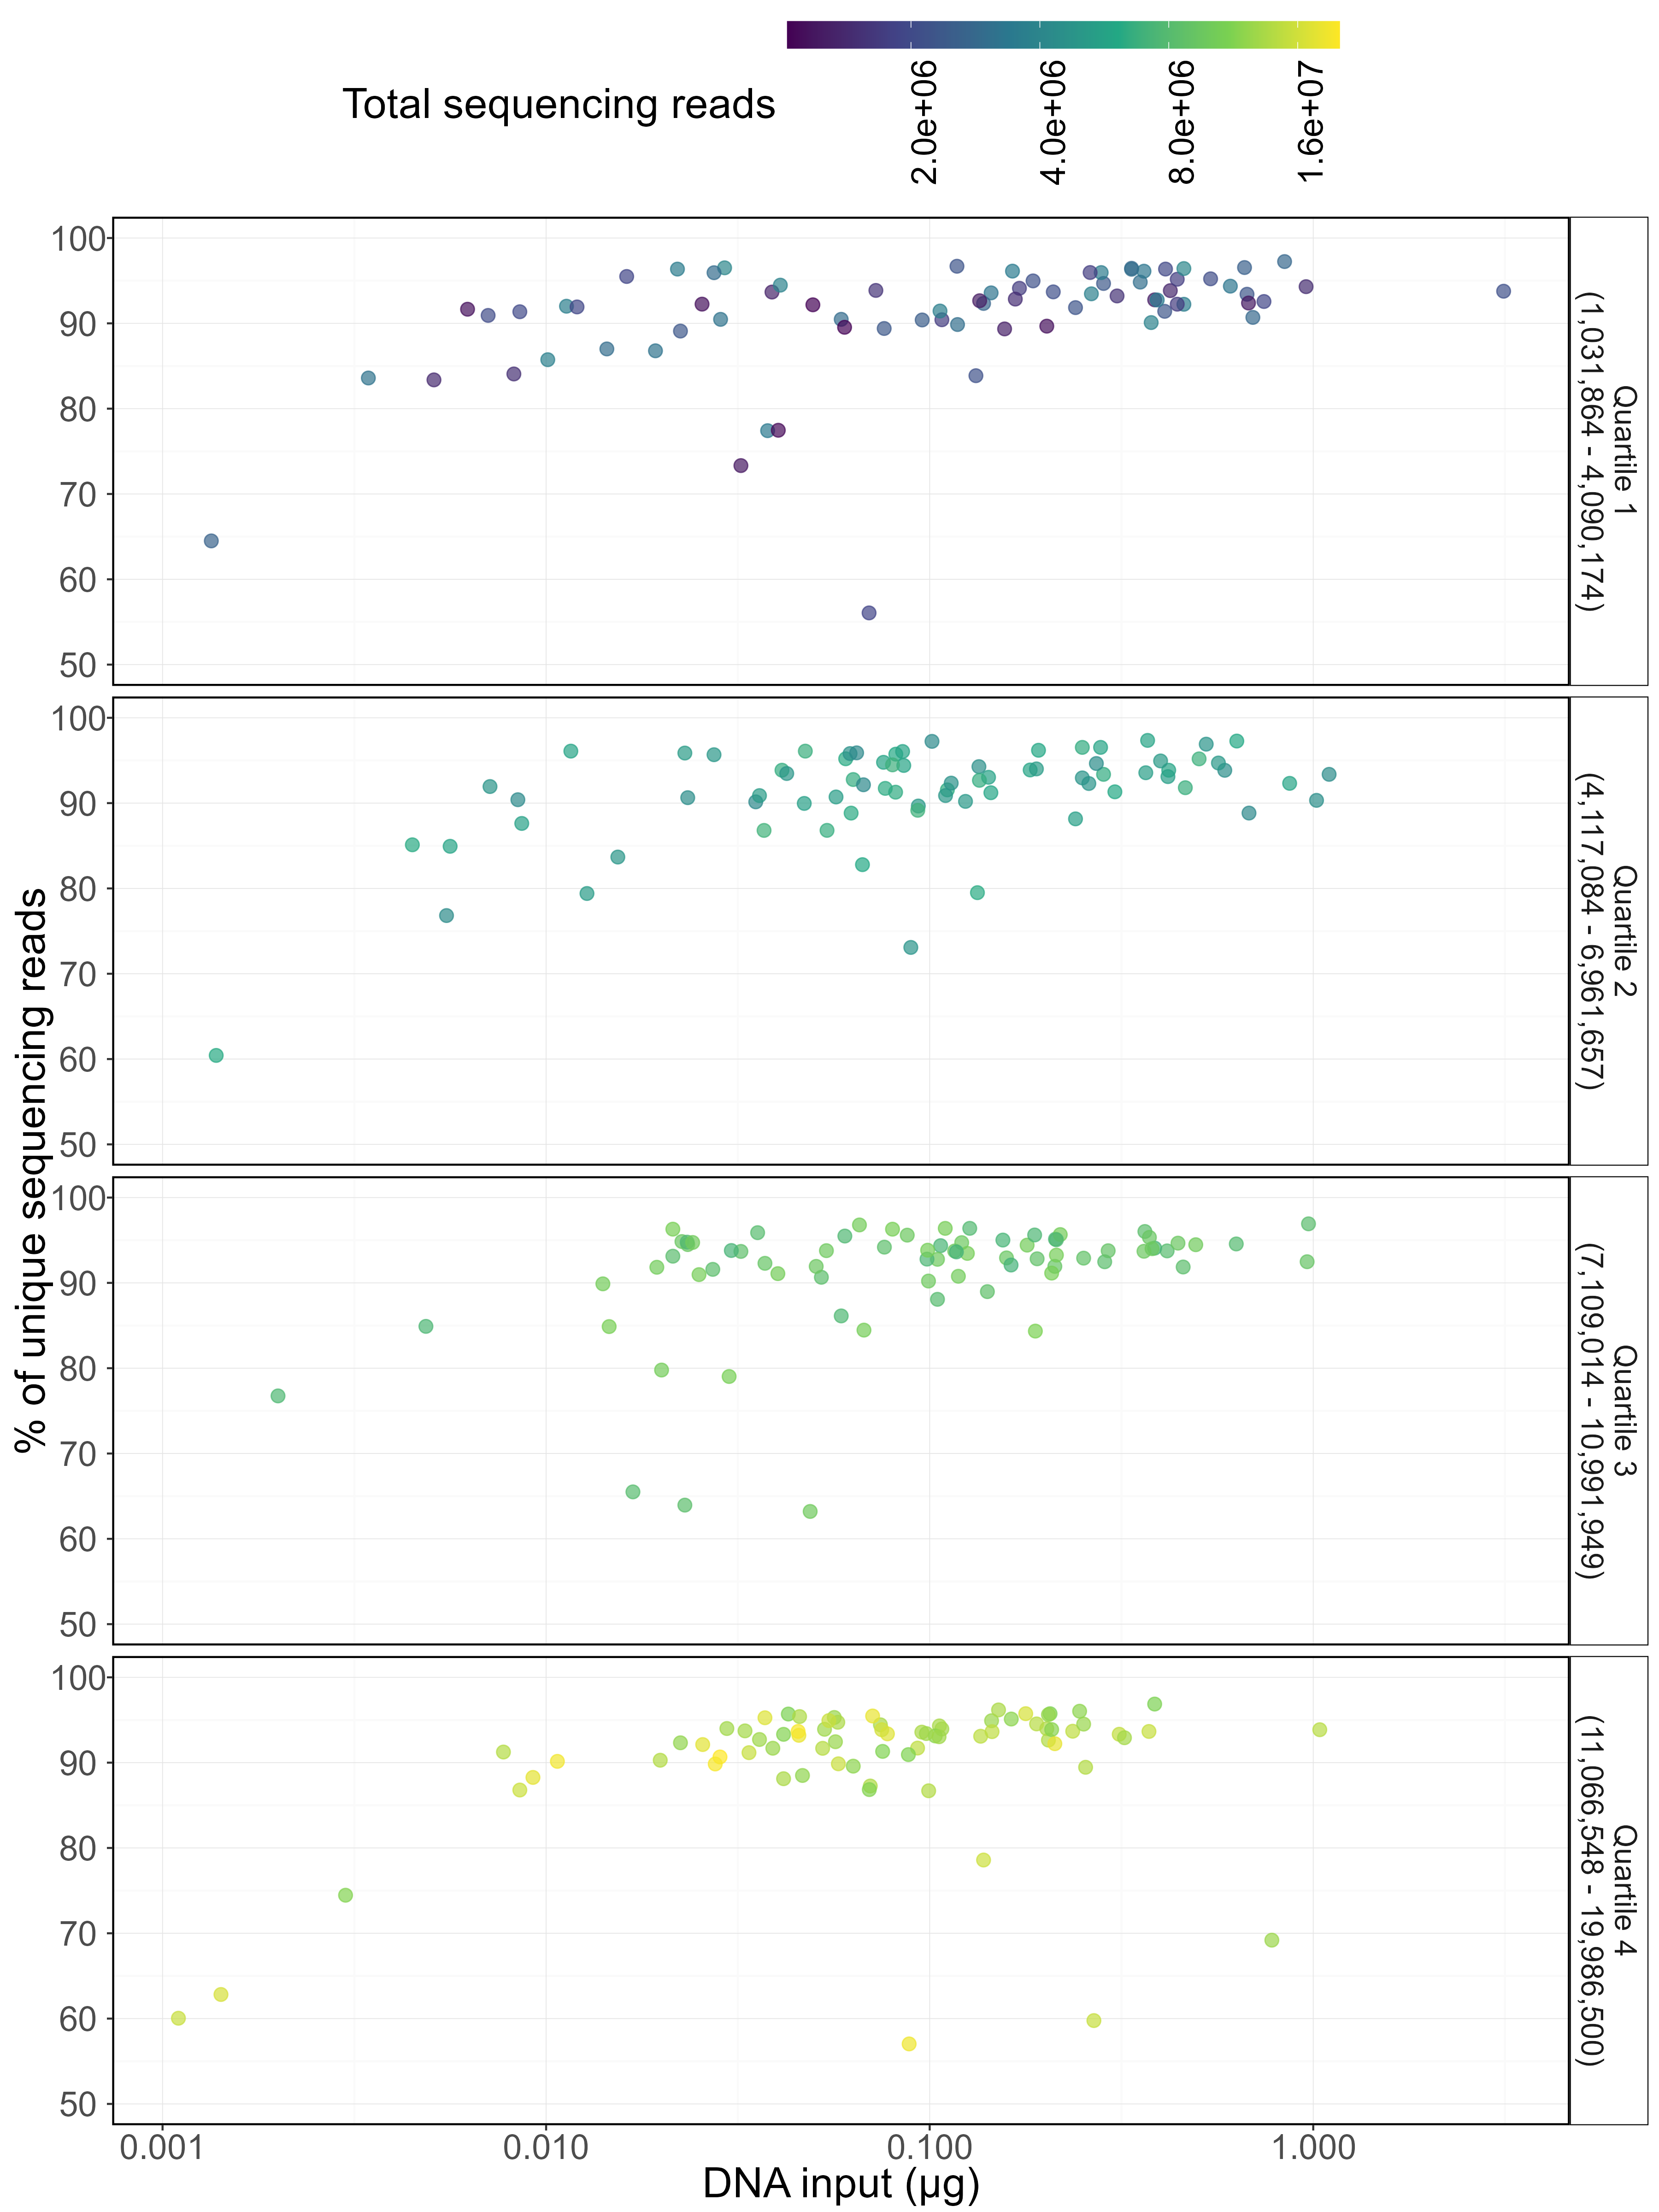 Total sequencing reads
2.0e+06
4.0e+06
8.0e+06
1.6e+07
% of unique sequencing reads
100
90
80
70
60
50
Quartile 1
(1,031,864 - 4,090,174)
100
90
80
70
60
50
Quartile 2
(4,117,084 - 6,961,657)
100
90
80
70
60
50
Quartile 3
(7,109,014 - 10,991,949)
100
90
80
70
60
50
Quartile 4
(11,066,548 - 19,986,500)
0.001
0.010
0.100
1.000
DNA input (μg)